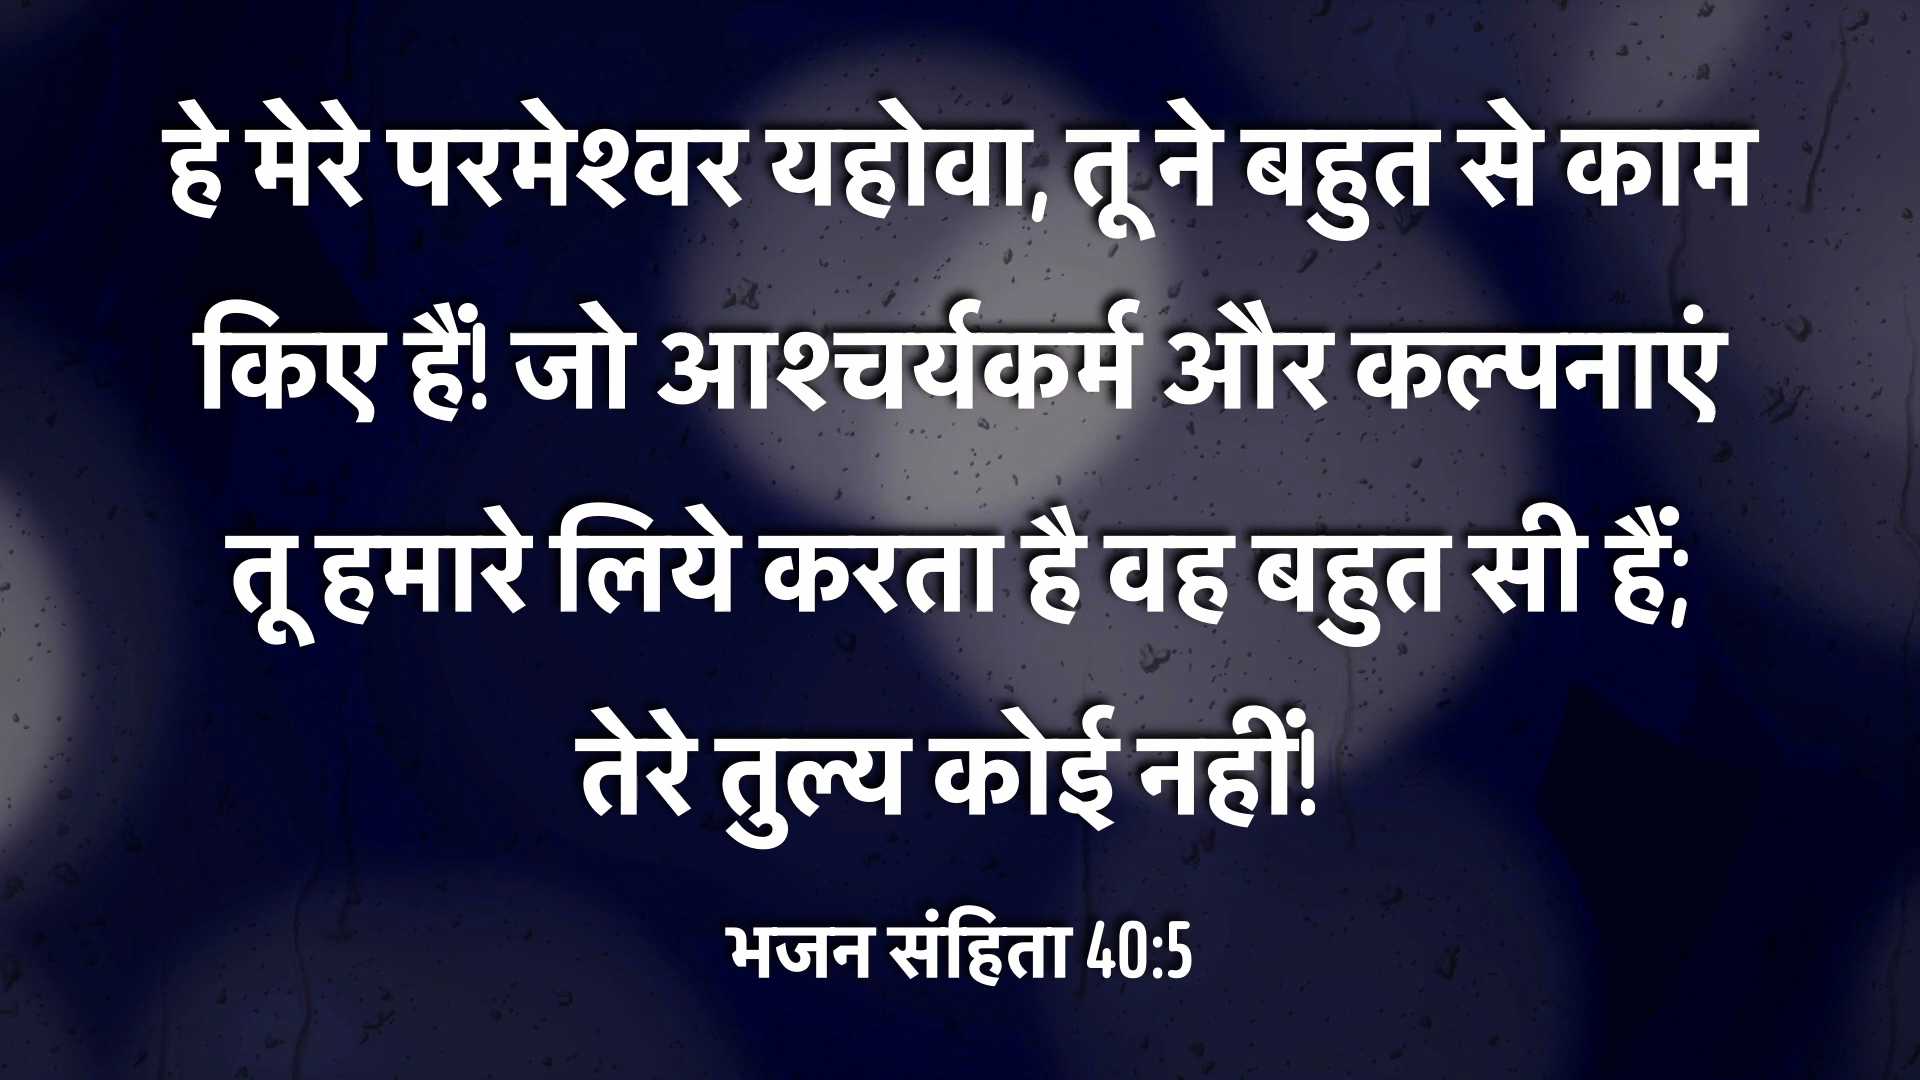 हे मेरे परमेश्वर यहोवा, तू ने बहुत से काम
किए हैं! जो आश्चर्यकर्म और कल्पनाएं
तू हमारे लिये करता है वह बहुत सी हैं;
तेरे तुल्य कोई नहीं!
भजन संहिता 40:5